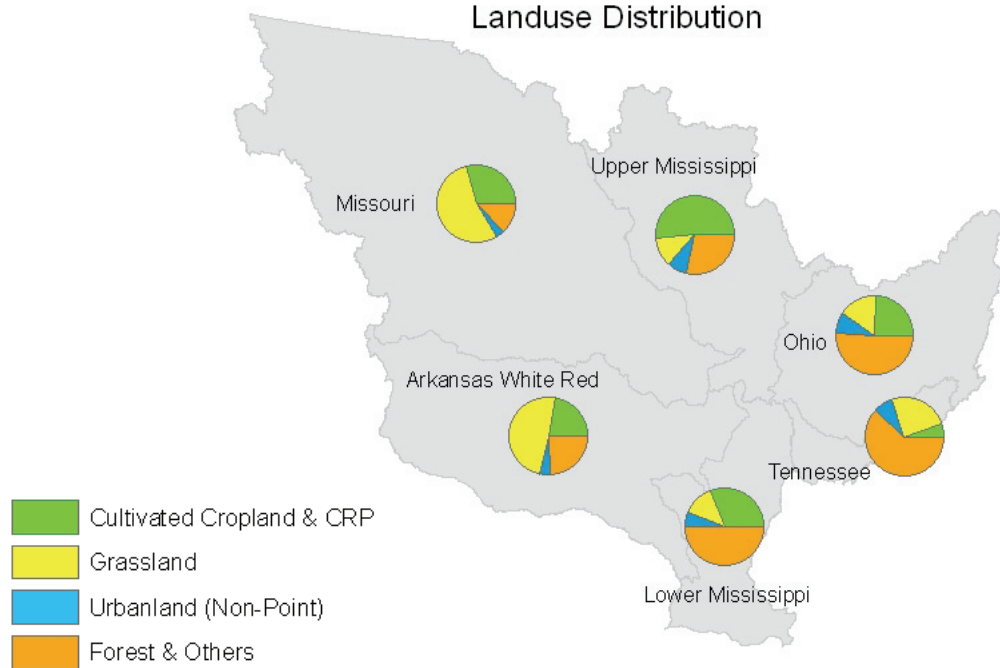 Landuse Distribution
Upper Mississippi
Missouri
Ohio
Arkansas White Red
Tennessee
Cultivated Cropland & CRP
Grassland
Lower Mississippi
Urbanland (Non-Point)
Forest & Others